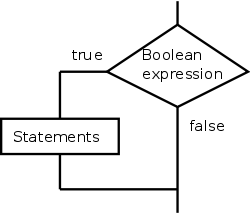 true
Boolean
expression
false
Statements